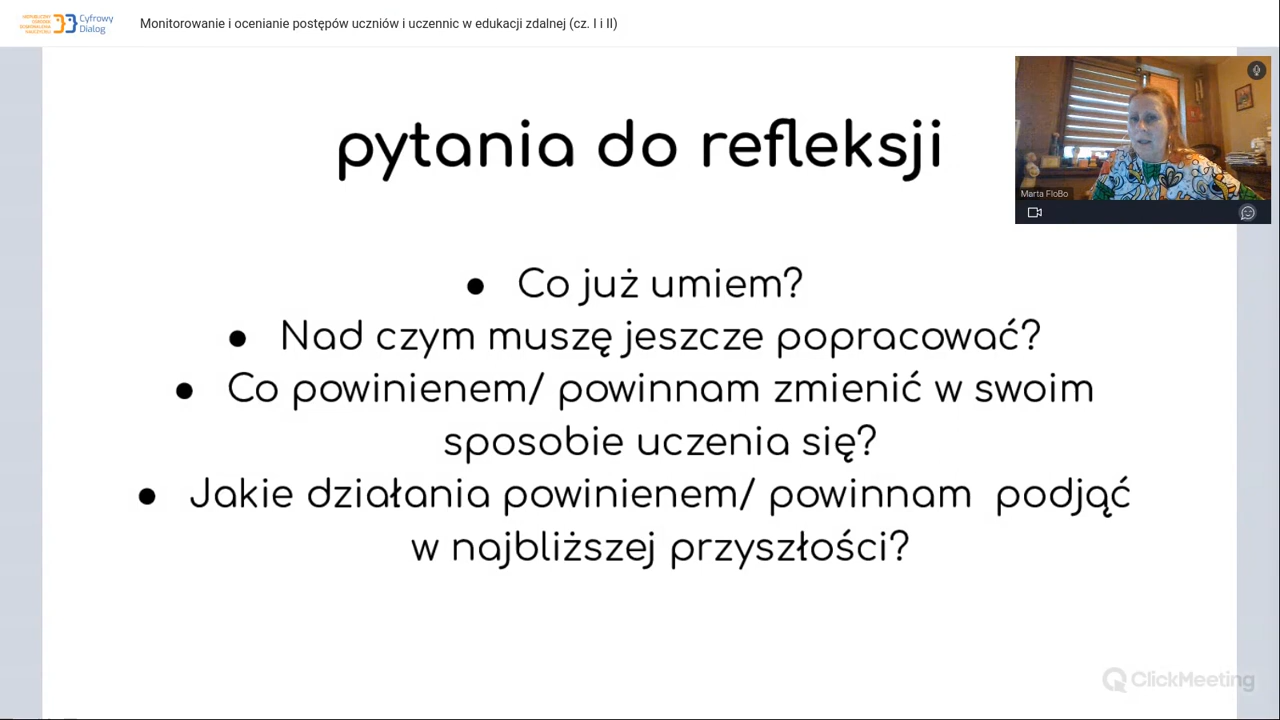 Cyfrowy
Dialog
Monitorowanie i ocenianie postępów uczniów i uczennic w edukacji zdalnej (cz. I i II)
pytania do refleksji
Marta FloBo
● Co już umiem?
● Nad czym muszę jeszcze popracować?
● Co powinienem/ powinnam zmienić w swoim
sposobie uczenia się?
● Jakie działania powinienem/ powinnam podjąć
w najbliższej przyszłości?
ClickMeeting